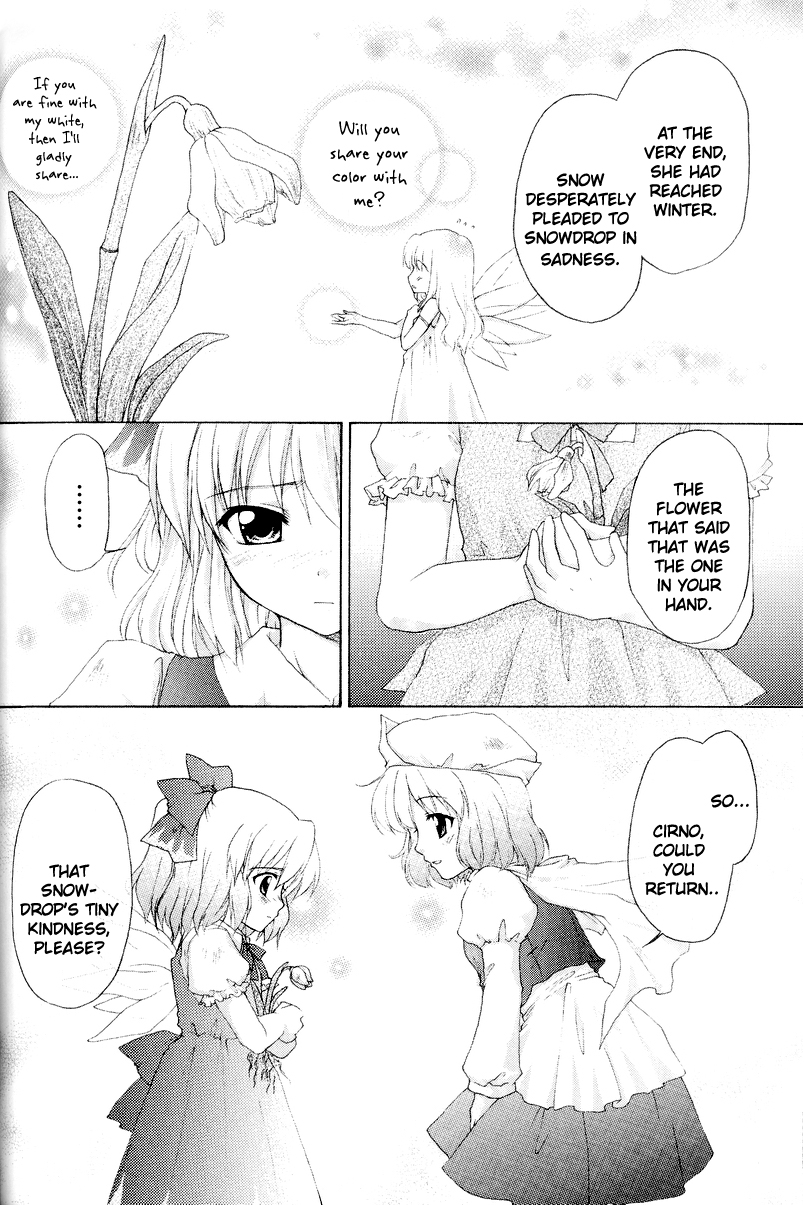 AT THE
VERY END,
SHE HAD
REACHED
WINTER.
SNOW
DESPERATELY
PLEADED TO
SNOWDROP IN
SADNESS.
Will you
share your
color with
me?
If you
are fine with
my white,
then I'll
gladly
share...
THE
FLOWER
THAT SAID
THAT WAS
THE ONE
IN YOUR
HAND.
......
SO...
CIRNO,
COULD
YOU
RETURN..
THAT
SNOW-
DROP'S TINY
KINDNESS,
PLEASE?